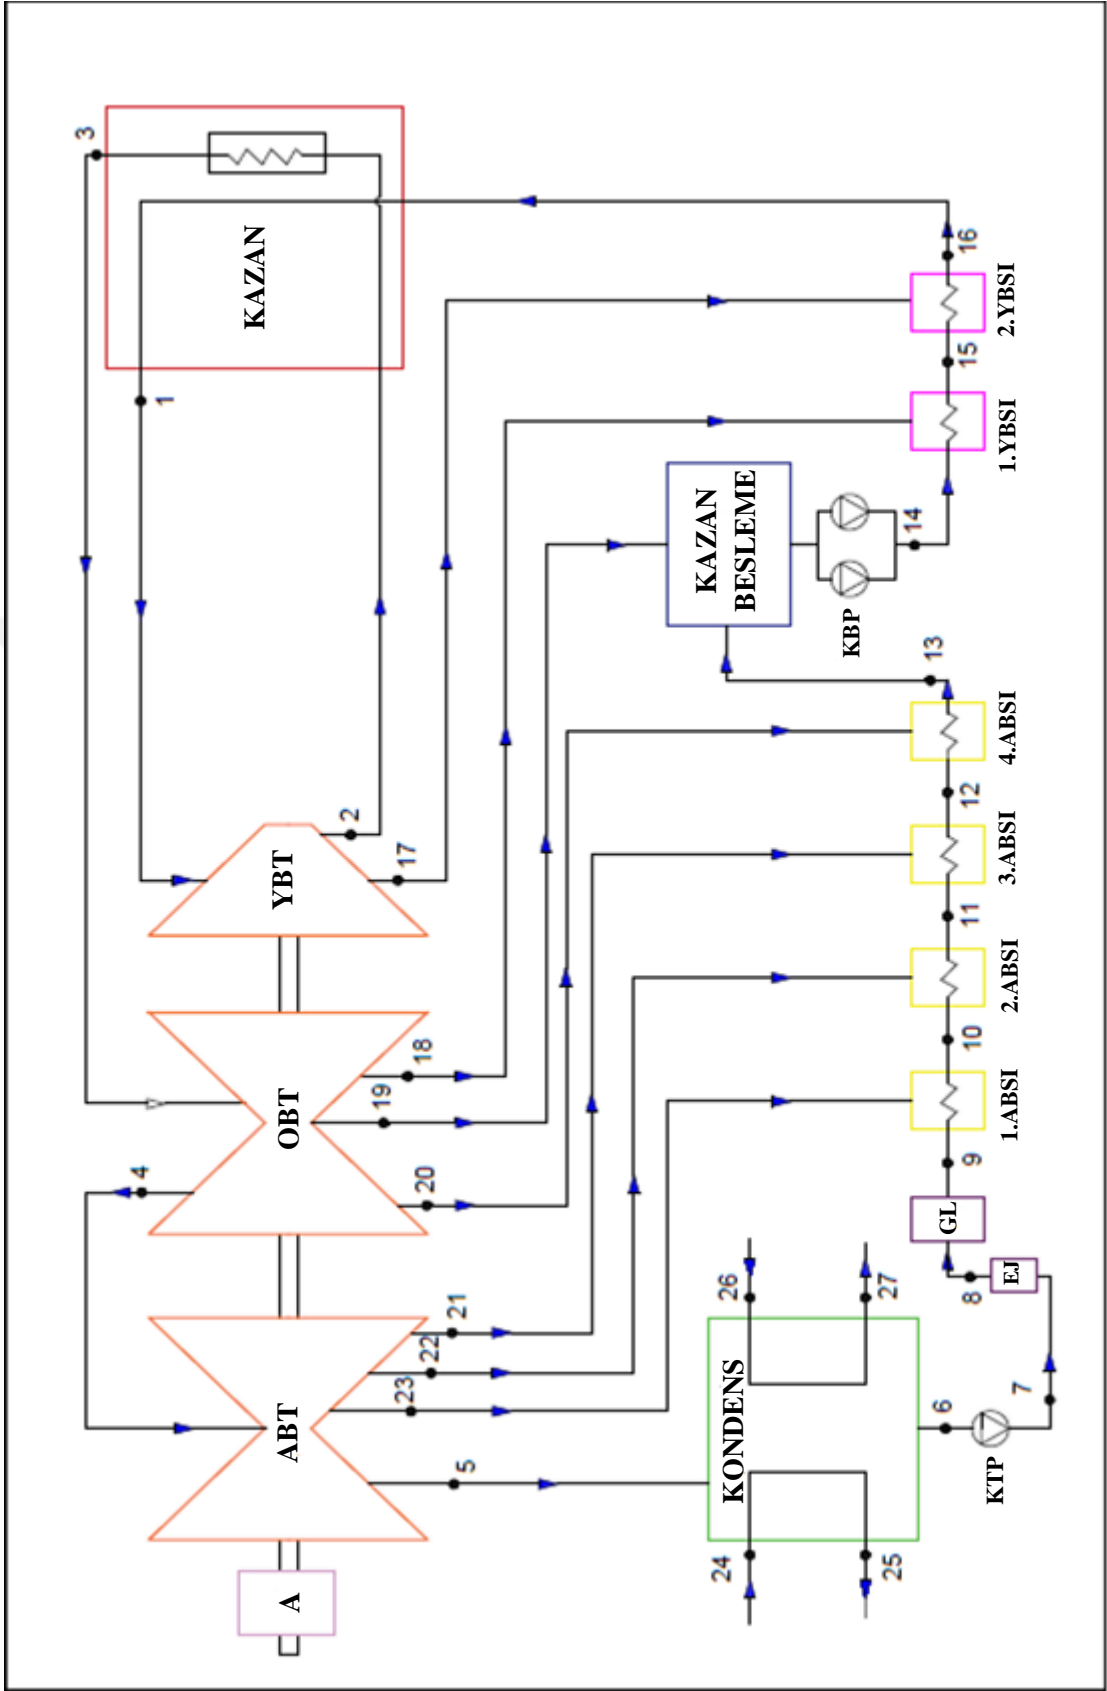 A
ABT
OBT
YBT
KAZAN
1
2
3
4
5
17
18
19
20
21
22
23
KONDENS
24
25
26
27
6
KTP
7
8
EJ
GL
9
1.ABSI
10
2.ABSI
11
3.ABSI
12
4.ABSI
13
KAZAN
BESLEME
KBP
14
1.YBSI
15
2.YBSI
16